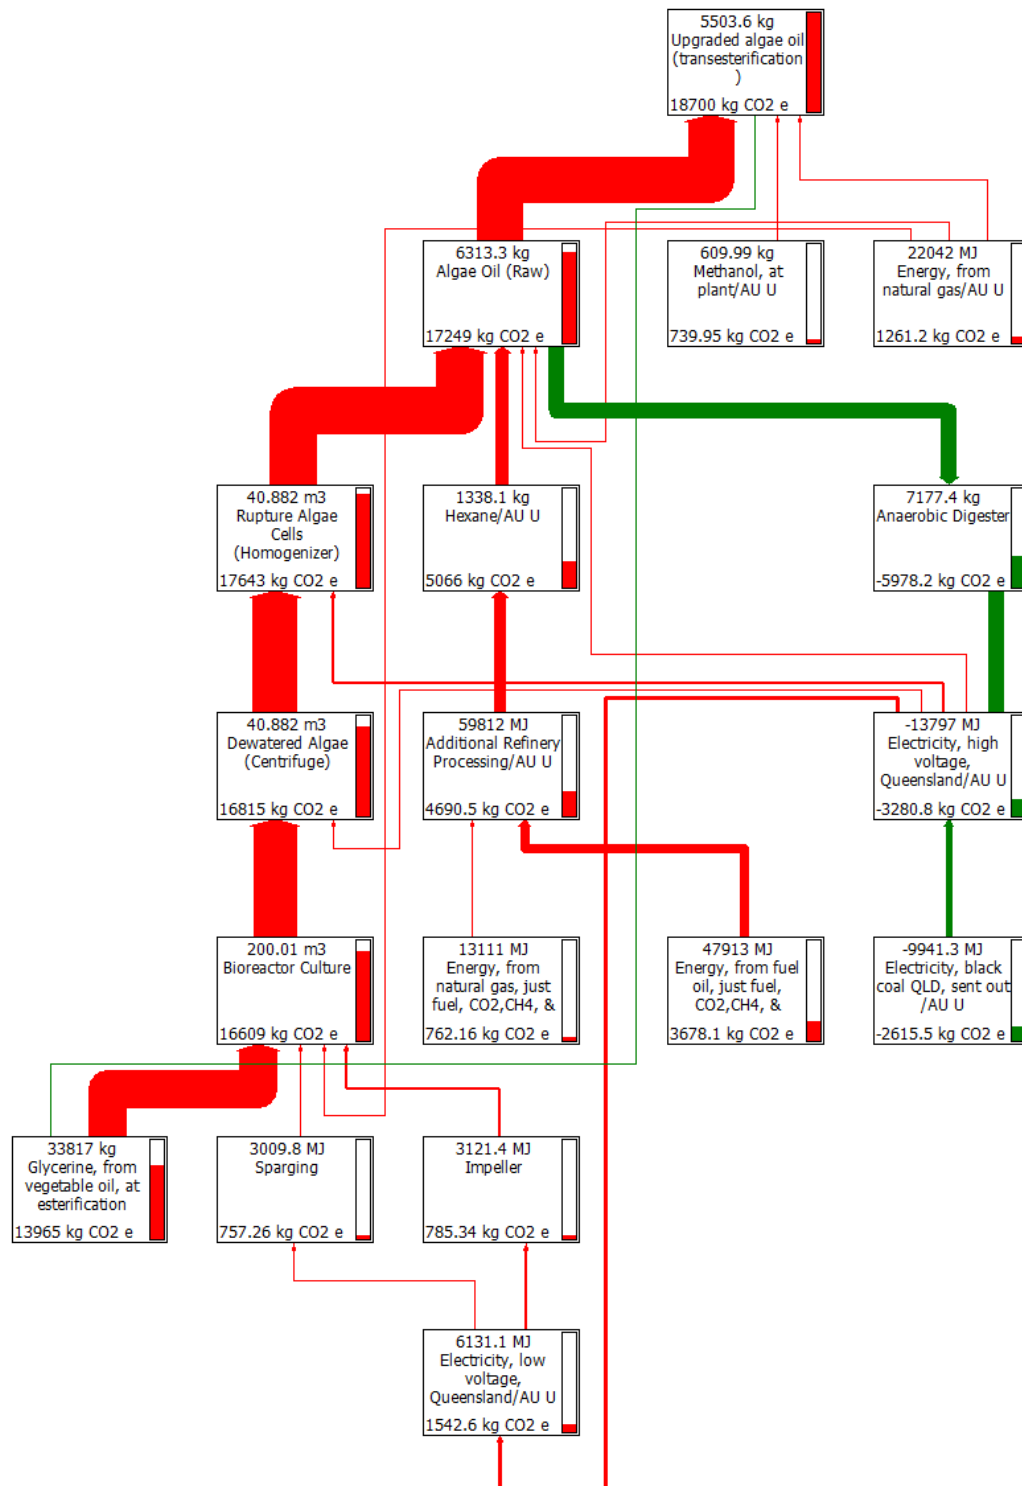 5503.6 kg
Upgraded algae oil
(transesterification
)
18700 kg CO2 e
6313.3 kg
Algae Oil (Raw)
17249 kg CO2 e
609.99 kg
Methanol, at
plant/AU U
739.95 kg CO2 e
22042 MJ
Energy, from
natural gas/AU U
1261.2 kg CO2 e
40.882 m3
Rupture Algae
Cells
(Homogenizer)
17643 kg CO2 e
1338.1 kg
Hexane/AU U
5066 kg CO2 e
7177.4 kg
Anaerobic Digester
-5978.2 kg CO2 e
40.882 m3
Dewatered Algae
(Centrifuge)
16815 kg CO2 e
59812 MJ
Additional Refinery
Processing/AU U
4690.5 kg CO2 e
-13797 MJ
Electricity, high
voltage,
Queensland/AU U
-3280.8 kg CO2 e
200.01 m3
Bioreactor Culture
16609 kg CO2 e
13111 MJ
Energy, from
natural gas, just
fuel, CO2,CH4, &
762.16 kg CO2 e
47913 MJ
Energy, from fuel
oil, just fuel,
CO2,CH4, &
3678.1 kg CO2 e
-9941.3 MJ
Electricity, black
coal QLD, sent out
/AU U
-2615.5 kg CO2 e
33817 kg
Glycerine, from
vegetable oil, at
esterification
13965 kg CO2 e
3009.8 MJ
Sparging
757.26 kg CO2 e
3121.4 MJ
Impeller
785.34 kg CO2 e
6131.1 MJ
Electricity, low
voltage,
Queensland/AU U
1542.6 kg CO2 e